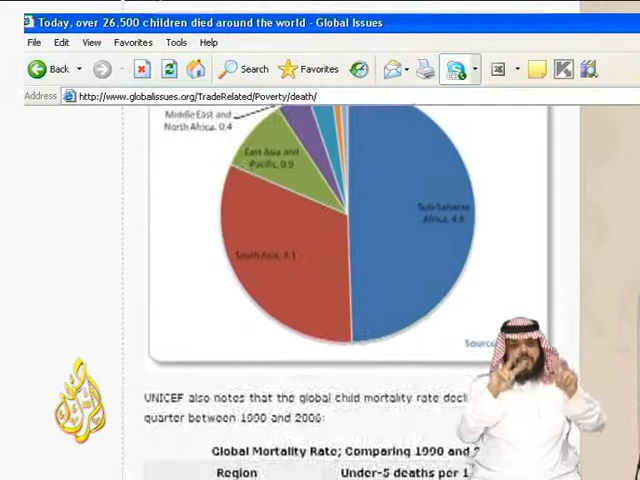 Today, over 26,500 children died around the world - Global Issues
File Edit View Favorites Tools Help
Back Search Favorites
Address http://www.globalissues.org/TradeRelated/Poverty/death/
Middle East and
North Africa, 0.4
East Asia and
Pacific, 0.9
Sub-Saharan
Africa, 4.8
South Asia, 3.1
Source
UNICEF also notes that the global child mortality rate decli
quarter between 1990 and 2006:
Global Mortality Rate; Comparing 1990 and 2
Region Under-5 deaths per 1